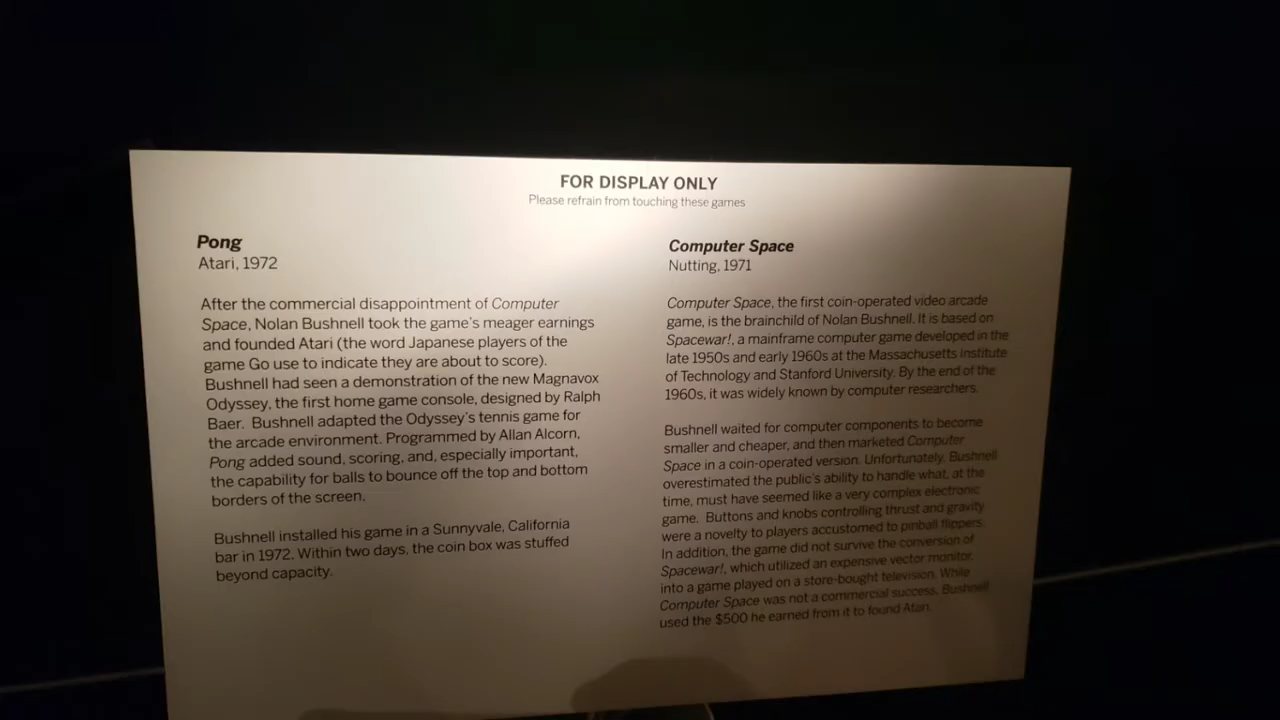 FOR DISPLAY ONLY
Please refrain from touching these games
Pong
Atari, 1972
After the commercial disappointment of Computer
Space, Nolan Bushnell took the game's meager earnings
and founded Atari (the word Japanese players of the
game Go use to indicate they are about to score).
Bushnell had seen a demonstration of the new Magnavox
Odyssey, the first home game console, designed by Ralph
Baer. Bushnell adapted the Odyssey's tennis game for
the arcade environment. Programmed by Allan Alcorn,
Pong added sound, scoring, and, especially important,
the capability for balls to bounce off the top and bottom
borders of the screen.
Bushnell installed his game in a Sunnyvale, California
bar in 1972. Within two days, the coin box was stuffed
beyond capacity.
Computer Space
Nutting, 1971
Computer Space, the first coin-operated video arcade
game, is the brainchild of Nolan Bushnell. It is based on
Spacewar!, a mainframe computer game developed in the
late 1950s and early 1960s at the Massachusetts Institute
of Technology and Stanford University. By the end of the
1960s, it was widely known by computer researchers.
Bushnell waited for computer components to become
smaller and cheaper, and then marketed Computer
Space in a coin-operated version. Unfortunately, Bushnell
overestimated the public's ability to handle what, at the
time, must have seemed like a very complex electronic
game. Buttons and knobs controlling thrust and gravity
were a novelty to players accustomed to pinball flippers.
In addition, the game did not survive the conversion of
Spacewar!, which utilized an expensive vector monitor,
into a game played on a store-bought television. While
Computer Space was not a commercial success, Bushnell
used the $500 he earned from it to found Atari.